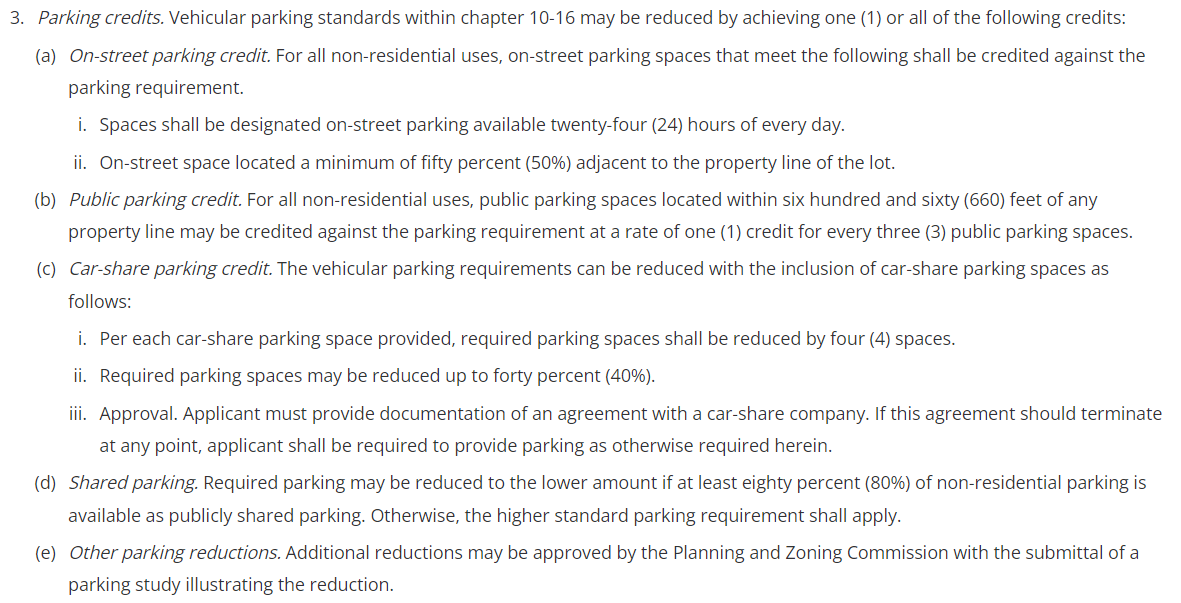 3. Parking credits. Vehicular parking standards within chapter 10-16 may be reduced by achieving one (1) or all of the following credits:
(a) On-street parking credit. For all non-residential uses, on-street parking spaces that meet the following shall be credited against the
parking requirement.
i. Spaces shall be designated on-street parking available twenty-four (24) hours of every day.
ii. On-street space located a minimum of fifty percent (50%) adjacent to the property line of the lot.
(b) Public parking credit. For all non-residential uses, public parking spaces located within six hundred and sixty (660) feet of any
property line may be credited against the parking requirement at a rate of one (1) credit for every three (3) public parking spaces.
(c) Car-share parking credit. The vehicular parking requirements can be reduced with the inclusion of car-share parking spaces as
follows:
i. Per each car-share parking space provided, required parking spaces shall be reduced by four (4) spaces.
ii. Required parking spaces may be reduced up to forty percent (40%).
iii. Approval. Applicant must provide documentation of an agreement with a car-share company. If this agreement should terminate
at any point, applicant shall be required to provide parking as otherwise required herein.
(d) Shared parking. Required parking may be reduced to the lower amount if at least eighty percent (80%) of non-residential parking is
available as publicly shared parking. Otherwise, the higher standard parking requirement shall apply.
(e) Other parking reductions. Additional reductions may be approved by the Planning and Zoning Commission with the submittal of a
parking study illustrating the reduction.